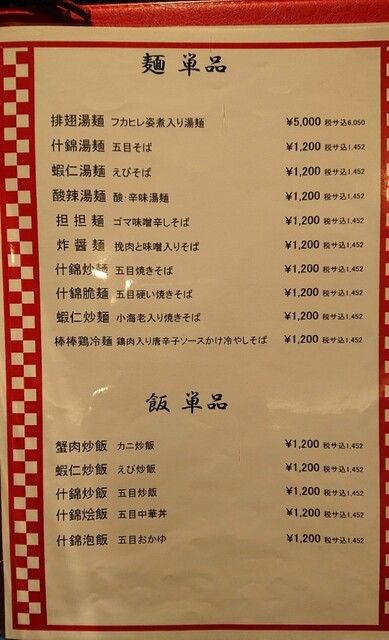 麺 単品
排翅湯麺 フカヒレ姿煮入り湯麺 ¥5,000 税サ込6,050
什錦湯麺 五目そば ¥1,200 税サ込1,452
蝦仁湯麺 えびそば ¥1,200 税サ込1,452
酸辣湯麺 酸・辛味湯麺 ¥1,200 税サ込1,452
担担麺 ゴマ味噌辛しそば ¥1,200 税サ込1,452
炸醤麺 挽肉と味噌入りそば ¥1,200 税サ込1,452
什錦炒麺 五目焼きそば ¥1,200 税サ込1,452
什錦脆麺 五目硬い焼きそば ¥1,200 税サ込1,452
蝦仁炒麺 小海老入り焼きそば ¥1,200 税サ込1,452
棒棒鶏冷麺 鶏肉入り唐辛子ソースかけ冷やしそば ¥1,200 税サ込1,452
飯 単品
蟹肉炒飯 カニ炒飯 ¥1,200 税サ込1,452
蝦仁炒飯 えび炒飯 ¥1,200 税サ込1,452
什錦炒飯 五目炒飯 ¥1,200 税サ込1,452
什錦烩飯 五目中華丼 ¥1,200 税サ込1,452
什錦泡飯 五目おかゆ ¥1,200 税サ込1,452